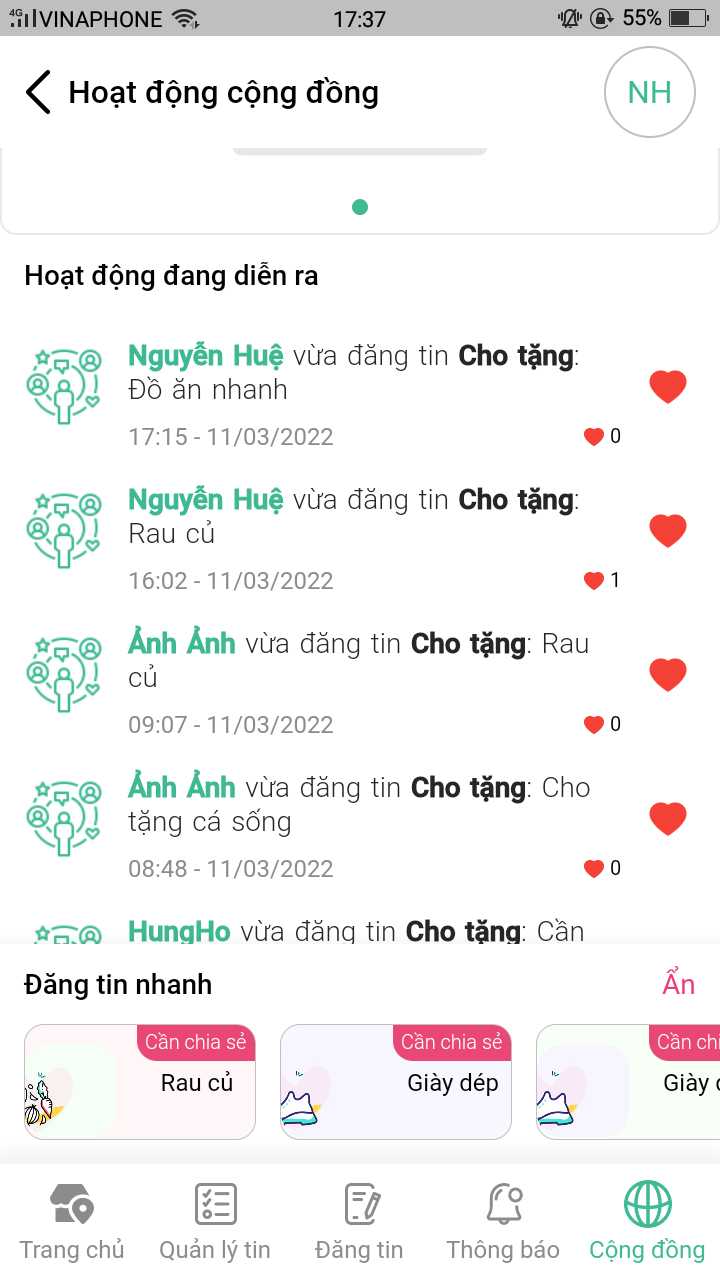 4G VINAPHONE 17:37 55%
Hoạt động cộng đồng NH
Hoạt động đang diễn ra
Nguyễn Huệ vừa đăng tin Cho tặng:
Đồ ăn nhanh
17:15 - 11/03/2022 0
Nguyễn Huệ vừa đăng tin Cho tặng:
Rau củ
16:02 - 11/03/2022 1
Ảnh Ảnh vừa đăng tin Cho tặng: Rau
củ
09:07 - 11/03/2022 0
Ảnh Ảnh vừa đăng tin Cho tặng: Cho
tặng cá sống
08:48 - 11/03/2022 0
HungHo vừa đăng tin Cho tặng: Cần
Đăng tin nhanh Ẩn
Cần chia sẻ Cần chia sẻ Cần
Rau củ Giày dép Giày
Trang chủ Quản lý tin Đăng tin Thông báo Cộng đồng